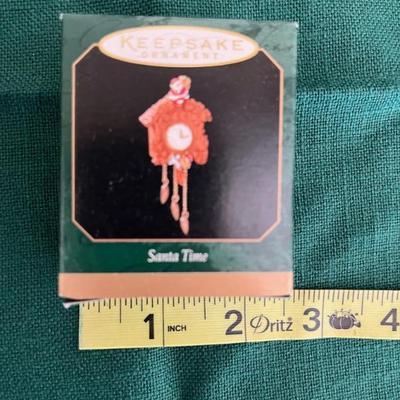 KEEPSAKE
ORNAMENT
Santa Time
1 INCH 2 Dritz 3 4